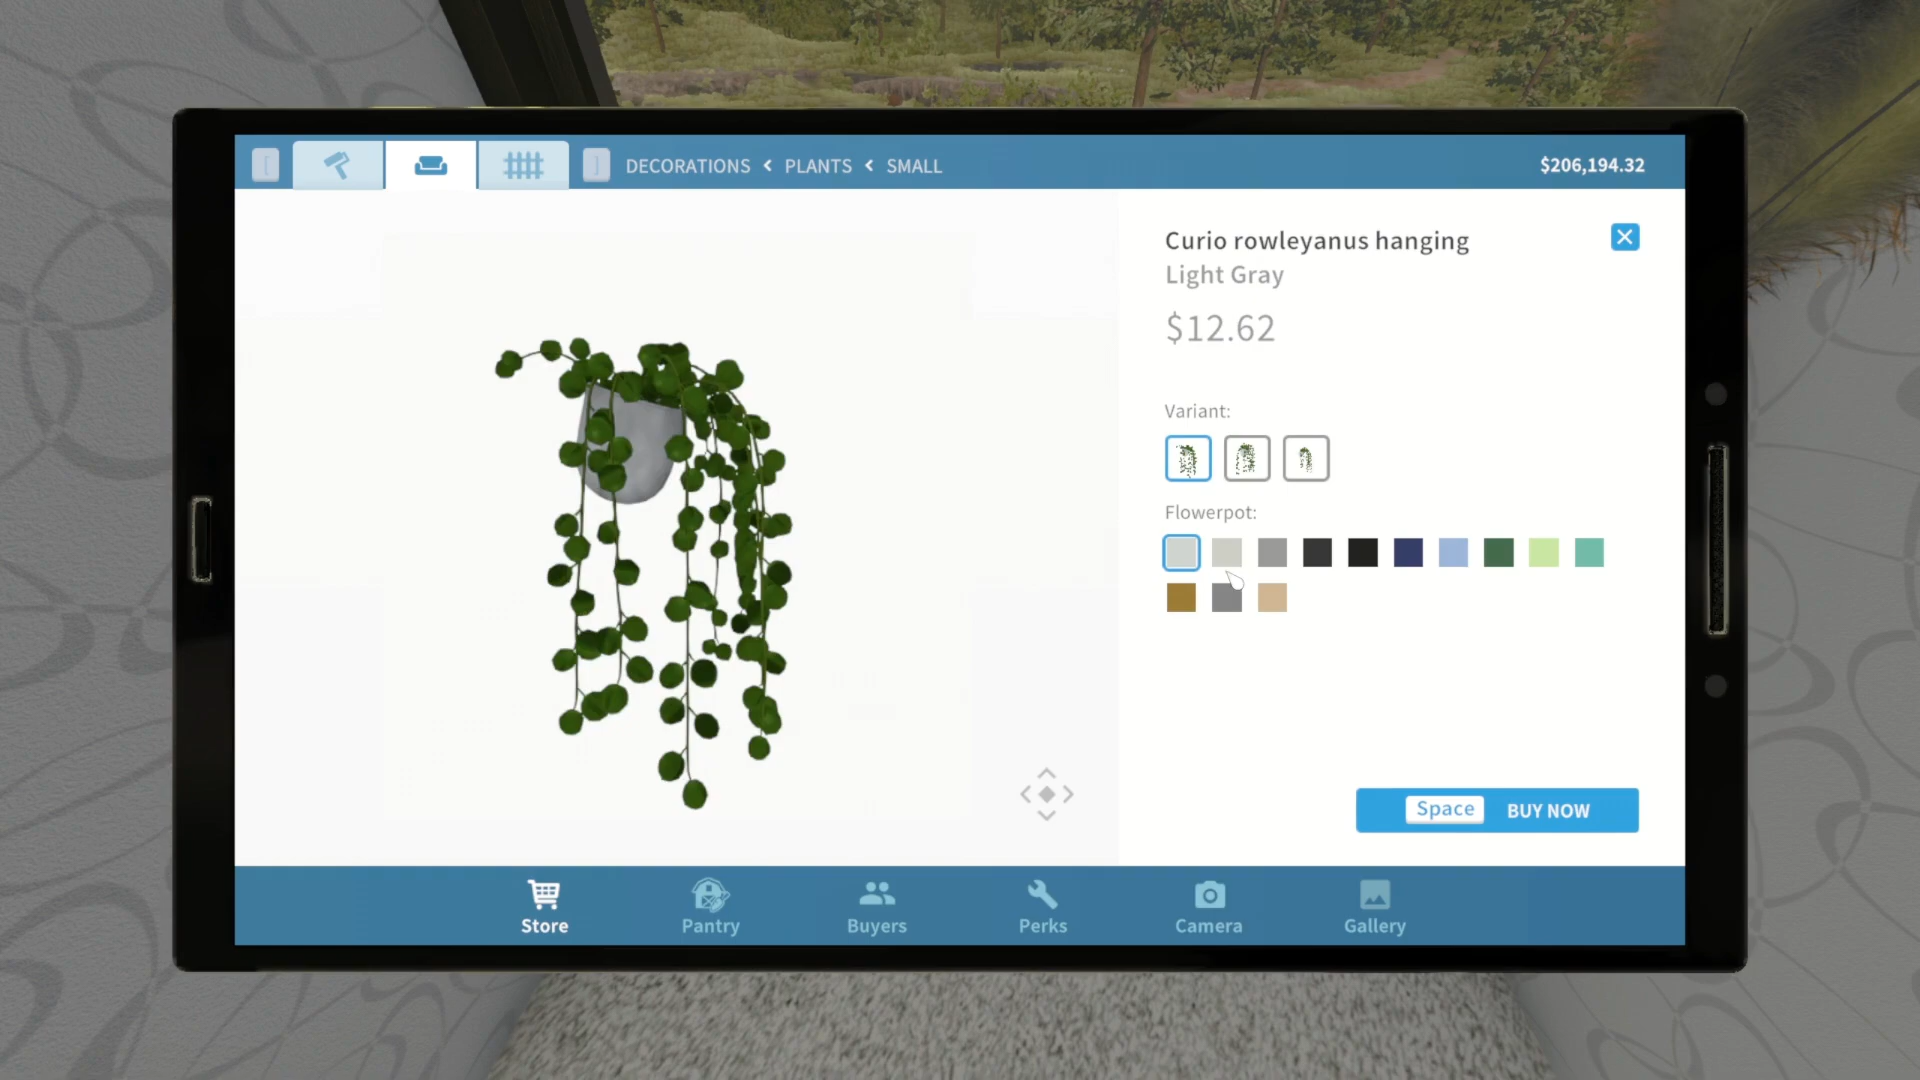 [
]
DECORATIONS < PLANTS < SMALL
$206,194.32
Curio rowleyanus hanging
Light Gray
$12.62
Variant:
Flowerpot:
Space BUY NOW
Store
Pantry
Buyers
Perks
Camera
Gallery